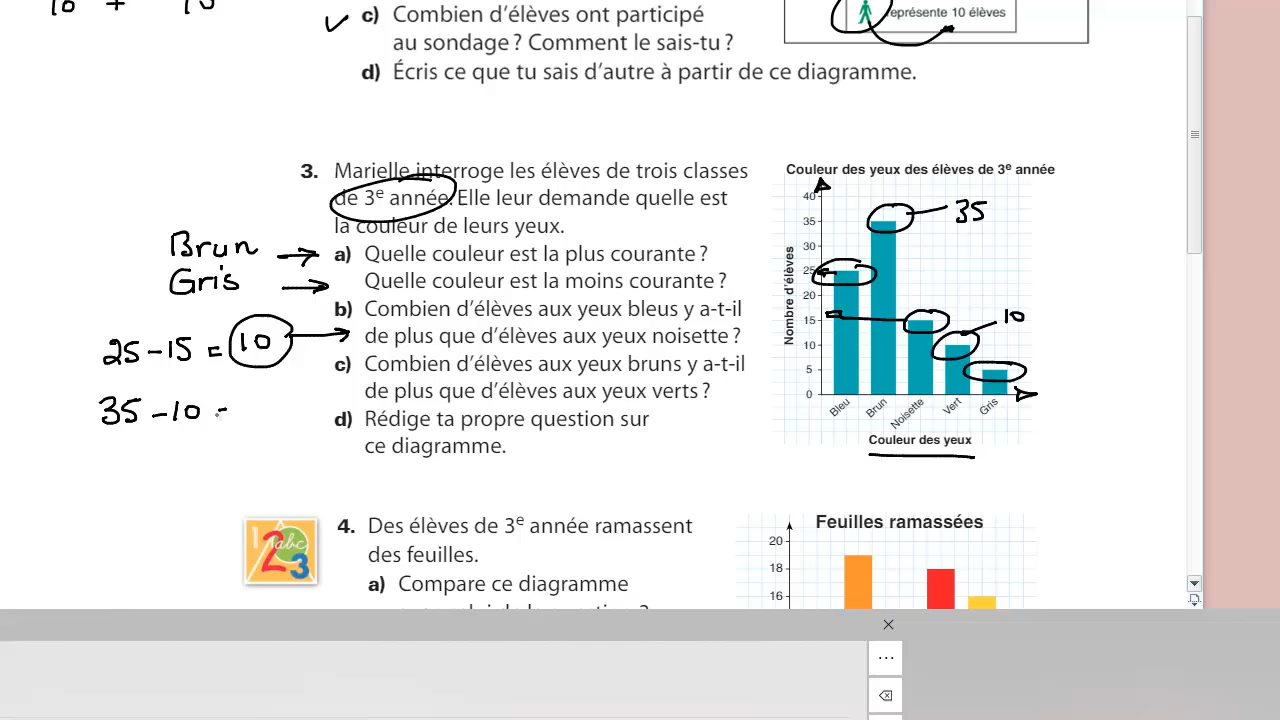 c) Combien d'élèves ont participé
au sondage ? Comment le sais-tu ?
représente 10 élèves
d) Écris ce que tu sais d'autre à partir de ce diagramme.
3. Marielle interroge les élèves de trois classes
de 3e année. Elle leur demande quelle est
la couleur de leurs yeux.
Brun
a) Quelle couleur est la plus courante ?
Gris
Quelle couleur est la moins courante ?
b) Combien d'élèves aux yeux bleus y a-t-il
de plus que d'élèves aux yeux noisette ?
25 - 15 = 10
c) Combien d'élèves aux yeux bruns y a-t-il
de plus que d'élèves aux yeux verts ?
35 - 10 =
d) Rédige ta propre question sur
ce diagramme.
Couleur des yeux des élèves de 3e année
Nombre d'élèves
40
35
35
30
25
20
15
10
10
5
0
Bleu Brun Noisette Vert Gris
Couleur des yeux
1 abc 2 3
4. Des élèves de 3e année ramassent
des feuilles.
a) Compare ce diagramme
Feuilles ramassées
20
18
16